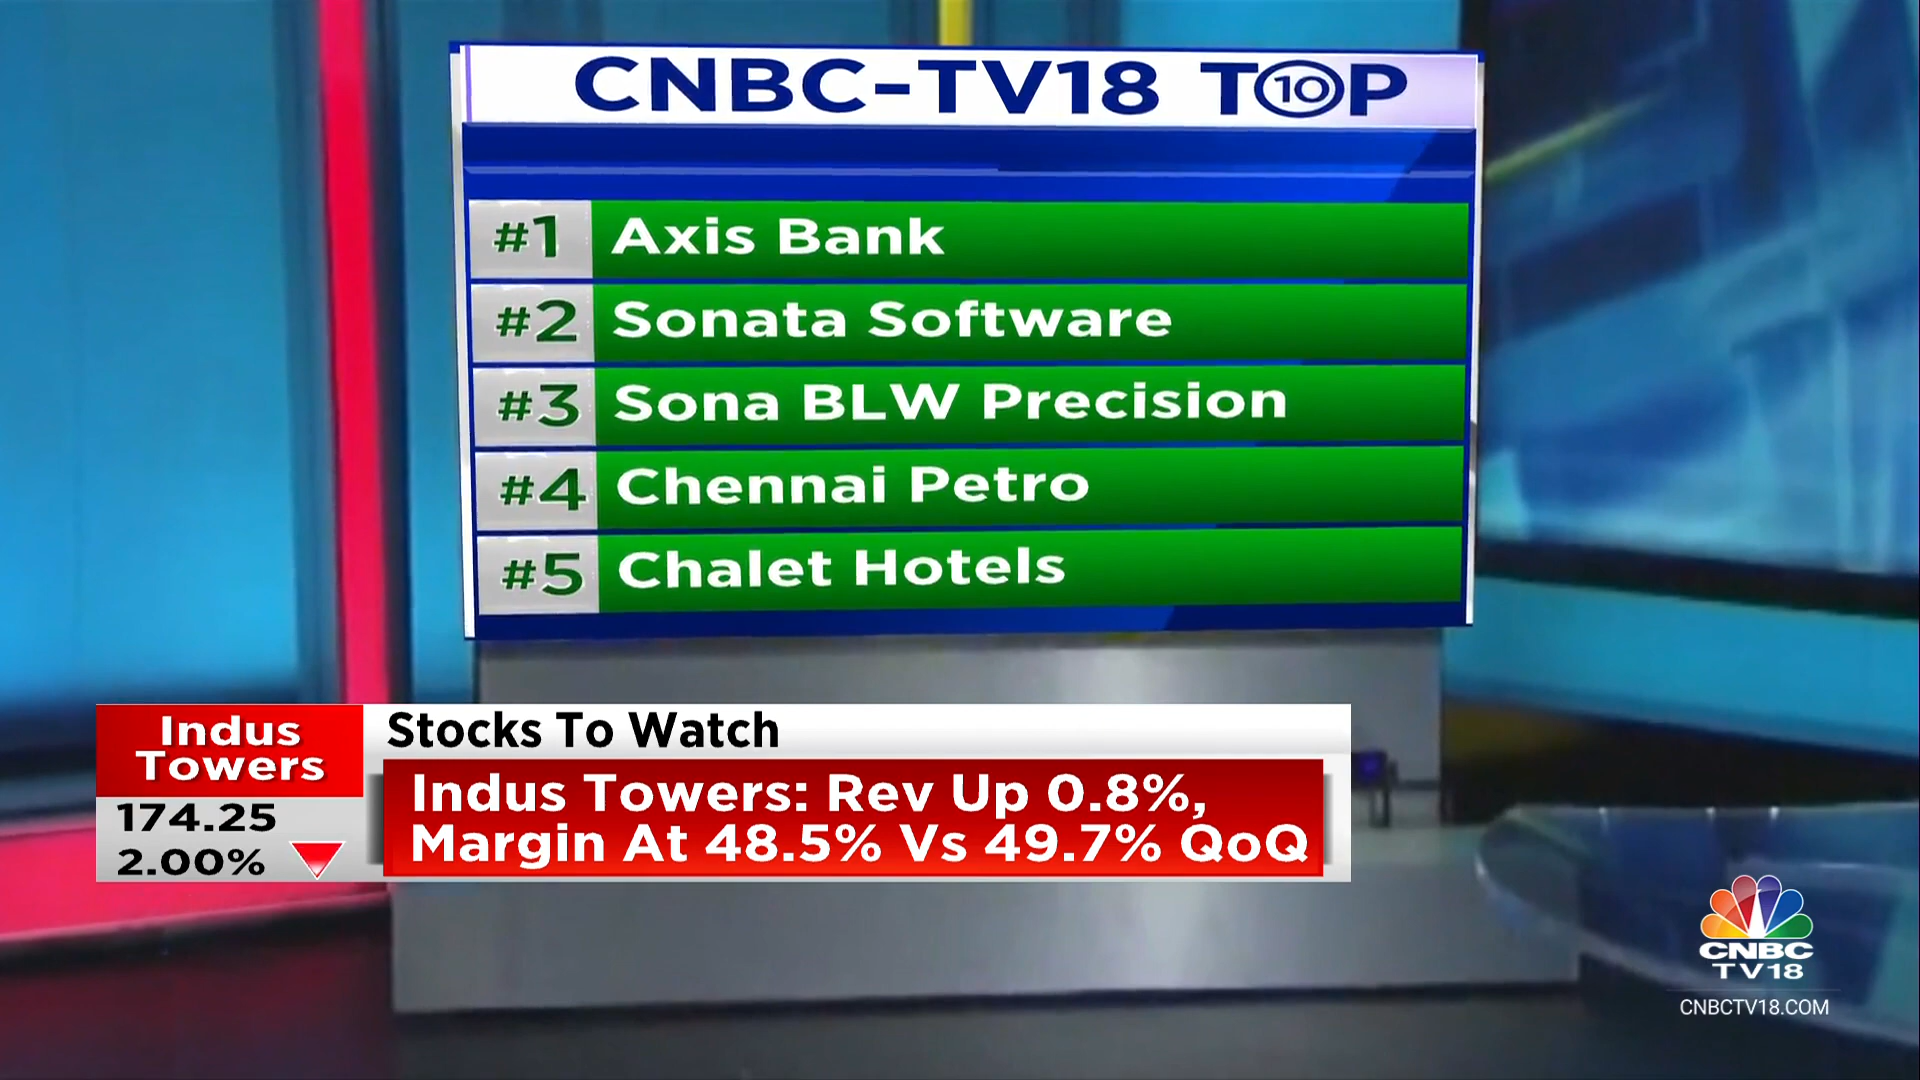 CNBC-TV18 TOP
10
#1 Axis Bank
#2 Sonata Software
#3 Sona BLW Precision
#4 Chennai Petro
#5 Chalet Hotels
Indus
Towers
174.25
2.00%
Stocks To Watch
Indus Towers: Rev Up 0.8%,
Margin At 48.5% Vs 49.7% QoQ
CNBC
TV18
CNBCTV18.COM